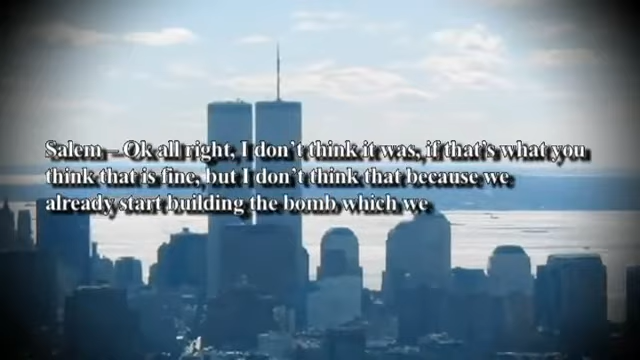 Salem – Ok all right, I don't think it was, if that's what you
think that is fine, but I don't think that because we
already start building the bomb which we